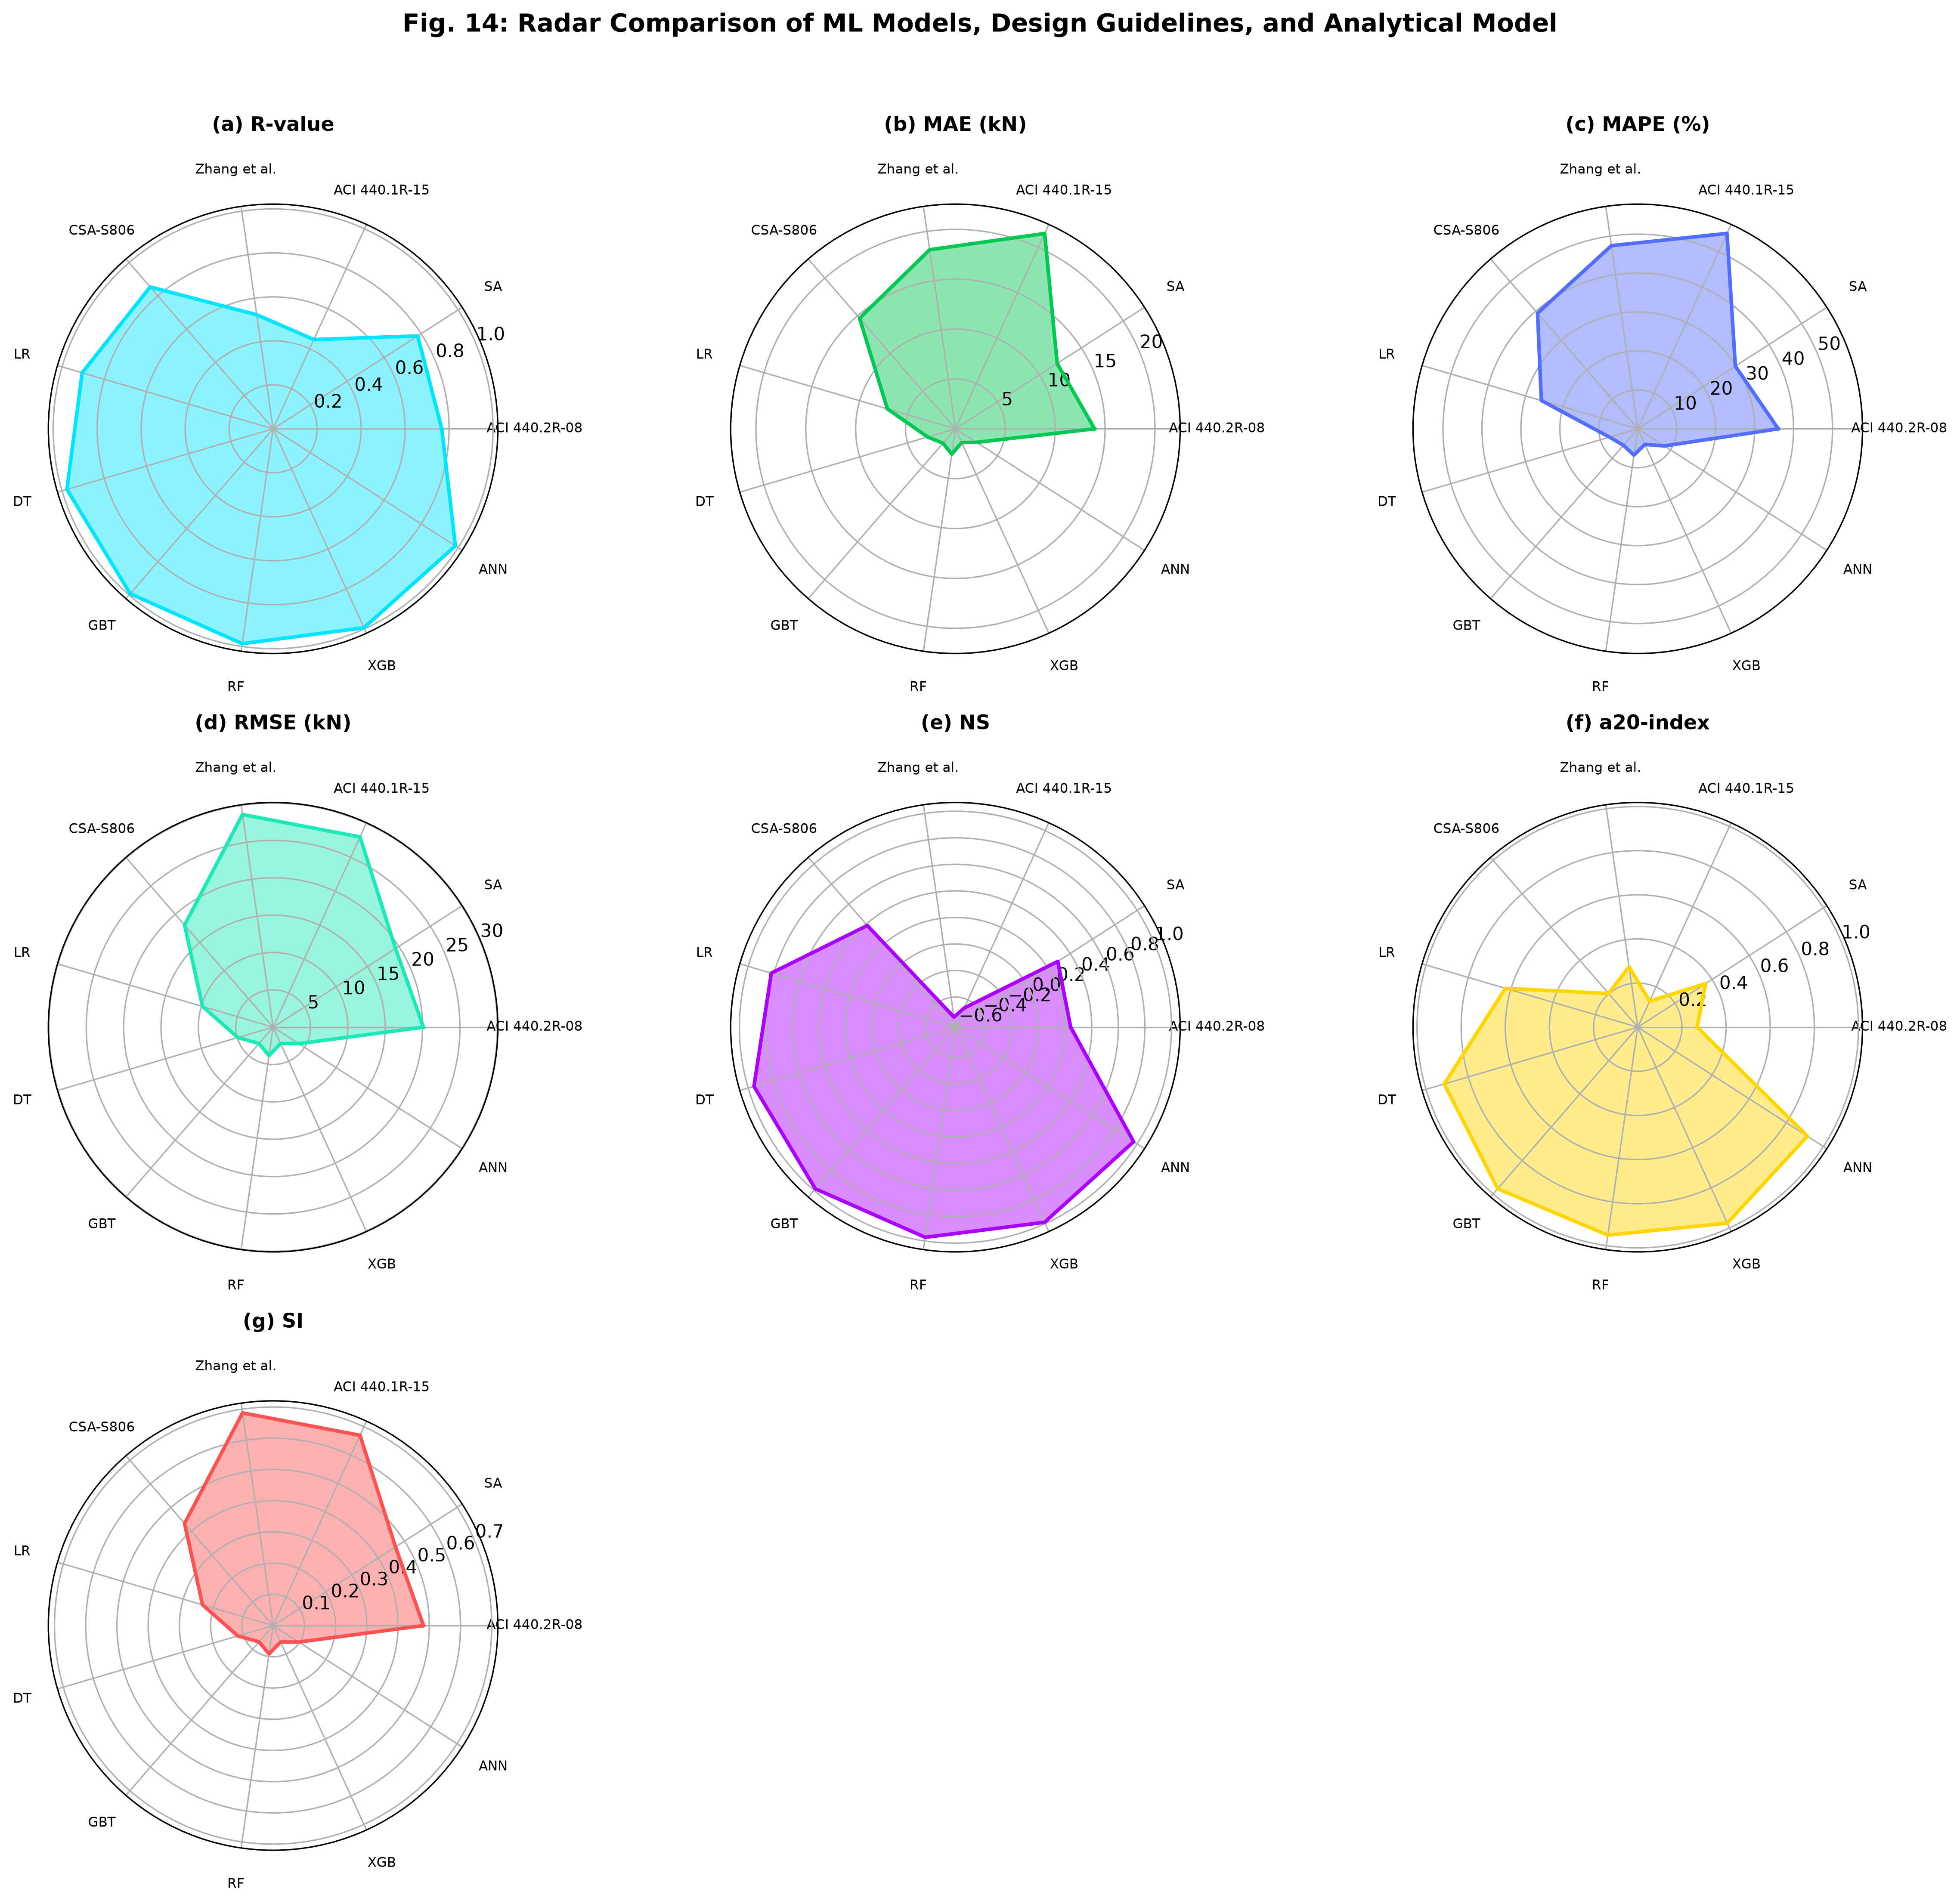 Fig. 14: Radar Comparison of ML Models, Design Guidelines, and Analytical Model
(a) R-value
Zhang et al.
ACI 440.1R-15
CSA-S806
SA
LR
ACI 440.2R-08
DT
ANN
GBT
XGB
RF
0.2
0.4
0.6
0.8
1.0
(b) MAE (kN)
Zhang et al.
ACI 440.1R-15
CSA-S806
SA
LR
ACI 440.2R-08
DT
ANN
GBT
XGB
RF
5
10
15
20
(c) MAPE (%)
Zhang et al.
ACI 440.1R-15
CSA-S806
SA
LR
ACI 440.2R-08
DT
ANN
GBT
XGB
RF
10
20
30
40
50
(d) RMSE (kN)
Zhang et al.
ACI 440.1R-15
CSA-S806
SA
LR
ACI 440.2R-08
DT
ANN
GBT
XGB
RF
5
10
15
20
25
30
(e) NS
Zhang et al.
ACI 440.1R-15
CSA-S806
SA
LR
ACI 440.2R-08
DT
ANN
GBT
XGB
RF
−0.6
−0.4
−0.2
0.0
0.2
0.4
0.6
0.8
1.0
(f) a20-index
Zhang et al.
ACI 440.1R-15
CSA-S806
SA
LR
ACI 440.2R-08
DT
ANN
GBT
XGB
RF
0.2
0.4
0.6
0.8
1.0
(g) SI
Zhang et al.
ACI 440.1R-15
CSA-S806
SA
LR
ACI 440.2R-08
DT
ANN
GBT
XGB
RF
0.1
0.2
0.3
0.4
0.5
0.6
0.7